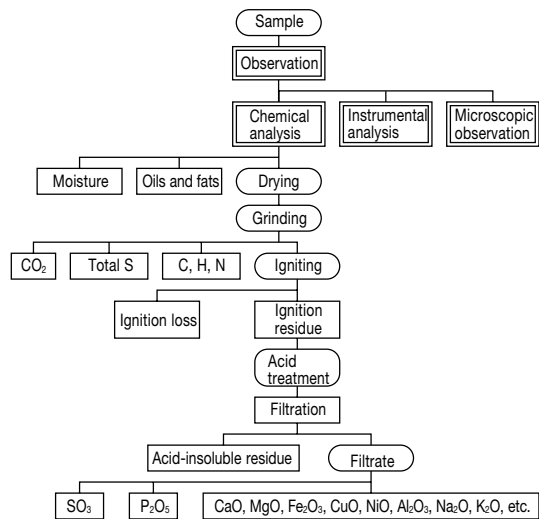 Sample
Observation
Chemical
analysis
Instrumental
analysis
Microscopic
observation
Moisture
Oils and fats
Drying
Grinding
CO₂
Total S
C, H, N
Igniting
Ignition loss
Ignition
residue
Acid
treatment
Filtration
Acid-insoluble residue
Filtrate
SO₃
P₂O₅
CaO, MgO, Fe₂O₃, CuO, NiO, Al₂O₃, Na₂O, K₂O, etc.